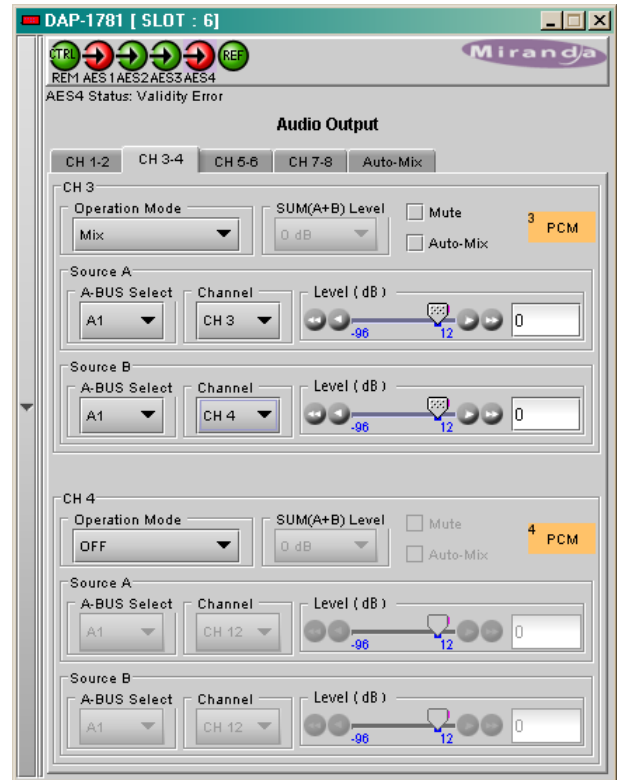 DAP-1781 [ SLOT : 6]
CTRL REF Miranda
REM AES1 AES2 AES3 AES4
AES4 Status: Validity Error
Audio Output
CH 1-2 CH 3-4 CH 5-6 CH 7-8 Auto-Mix
CH 3
Operation Mode SUM(A+B) Level Mute
Mix 0 dB Auto-Mix 3 PCM
Source A
A-BUS Select Channel Level ( dB )
A1 CH 3 -96 12 0
Source B
A-BUS Select Channel Level ( dB )
A1 CH 4 -96 12 0
CH 4
Operation Mode SUM(A+B) Level Mute
OFF 0 dB Auto-Mix 4 PCM
Source A
A-BUS Select Channel Level ( dB )
A1 CH 12 -96 12 0
Source B
A-BUS Select Channel Level ( dB )
A1 CH 12 -96 12 0